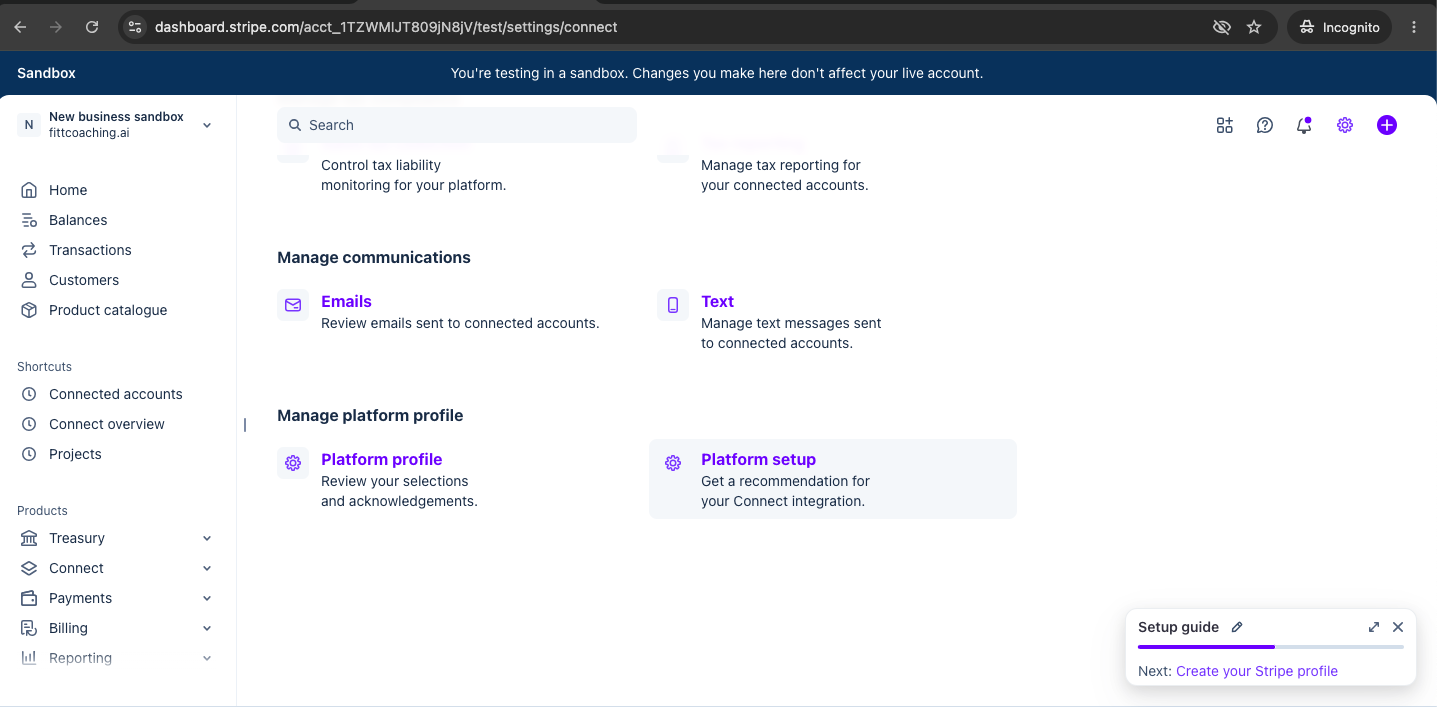 dashboard.stripe.com/acct_1TZWMIJT809jN8jV/test/settings/connect
Incognito
Sandbox
You're testing in a sandbox. Changes you make here don't affect your live account.
N
New business sandbox
fittcoaching.ai
Search
Home
Balances
Transactions
Customers
Product catalogue
Shortcuts
Connected accounts
Connect overview
Projects
Products
Treasury
Connect
Payments
Billing
Reporting
Control tax liability
monitoring for your platform.
Manage tax reporting for
your connected accounts.
Manage communications
Emails
Review emails sent to connected accounts.
Text
Manage text messages sent
to connected accounts.
Manage platform profile
Platform profile
Review your selections
and acknowledgements.
Platform setup
Get a recommendation for
your Connect integration.
Setup guide
Next: Create your Stripe profile